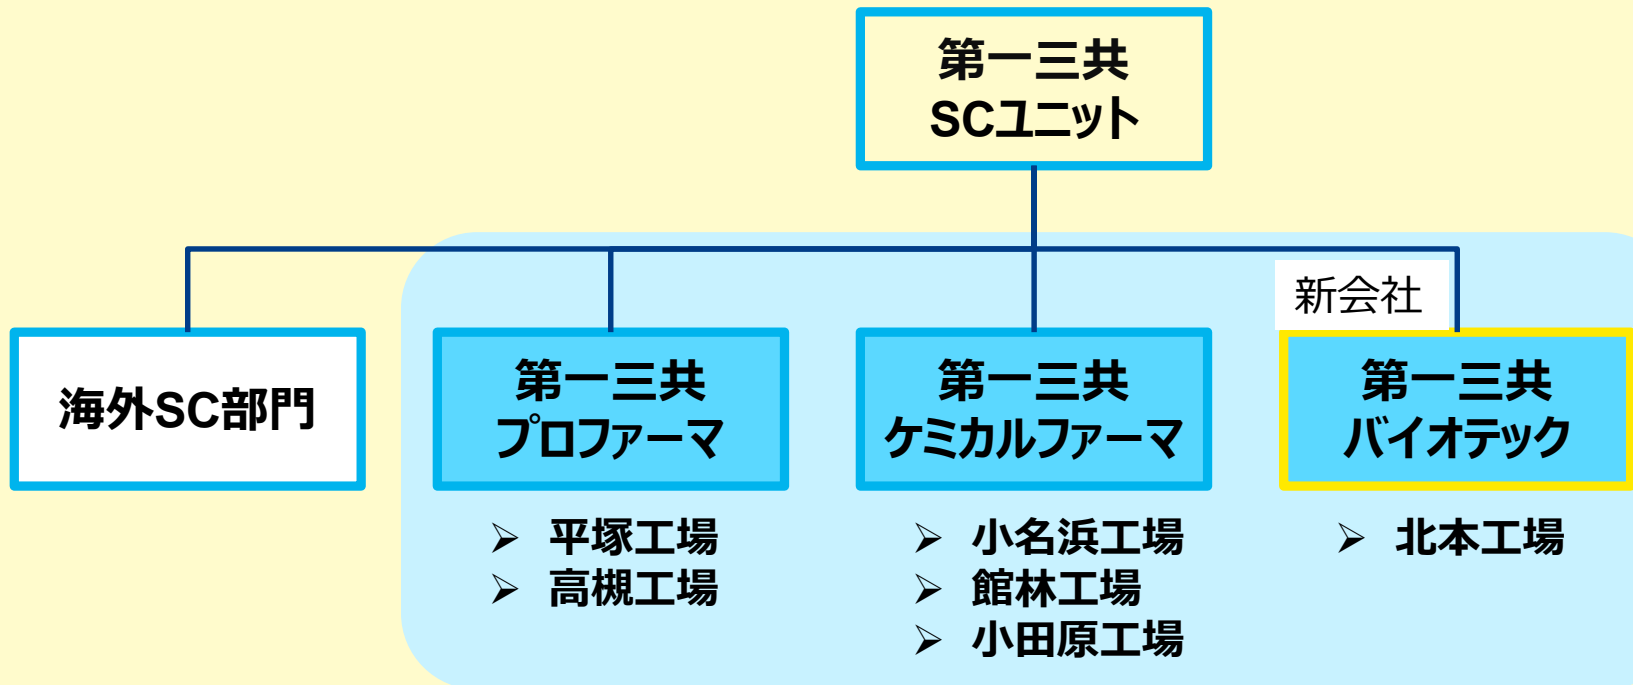 第一三共
SCユニット
新会社
海外SC部門
第一三共
プロファーマ
第一三共
ケミカルファーマ
第一三共
バイオテック
➢ 平塚工場
➢ 高槻工場
➢ 小名浜工場
➢ 館林工場
➢ 小田原工場
➢ 北本工場